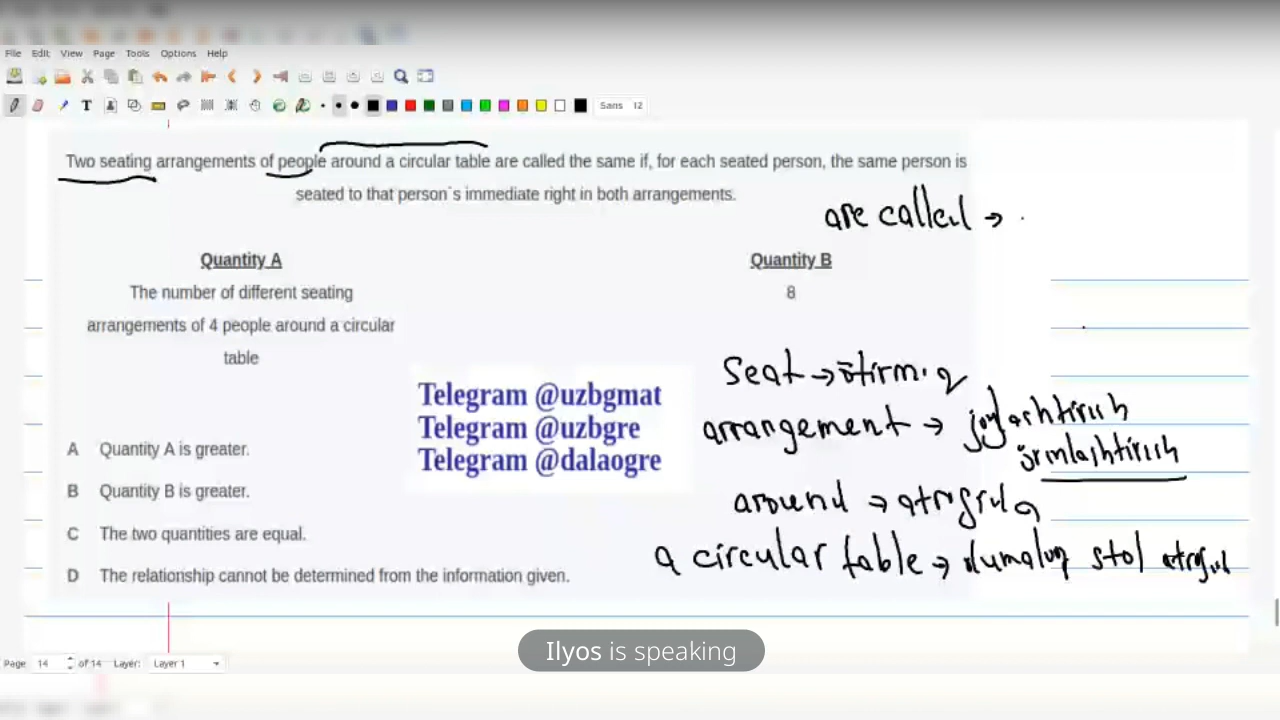 File Edit View Page Tools Options Help
Sans 12
Two seating arrangements of people around a circular table are called the same if, for each seated person, the same person is
seated to that person`s immediate right in both arrangements.
are called →
Quantity A
Quantity B
The number of different seating
8
arrangements of 4 people around a circular
table
seat → o'tirmoq
Telegram @uzbgmat
Telegram @uzbgre
Telegram @dalaogre
arrangement → joylashtirish
o'rinlashtirish
A Quantity A is greater.
B Quantity B is greater.
around → atrofida
C The two quantities are equal.
a circular table → dumaloq stol
D The relationship cannot be determined from the information given.
Ilyos is speaking
Page 14 of 14 Layer: Layer 1